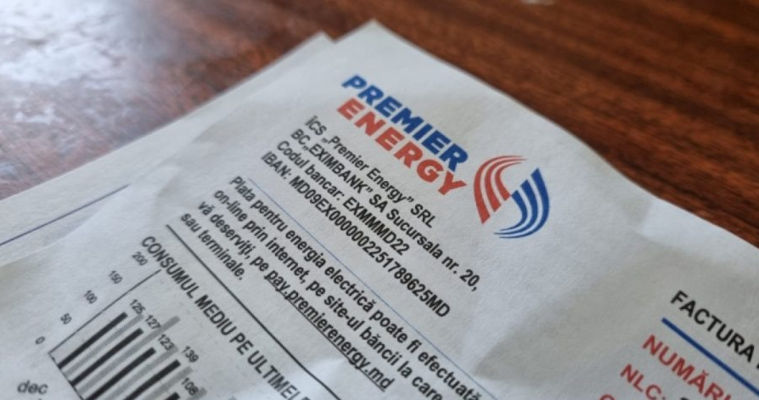 PREMIER
ENERGY
ÎCS „Premier Energy” SRL
BC„EXIMBANK” SA Sucursala nr. 20,
Codul bancar: EXMMMD22
IBAN: MD09EX0000002251789625MD
Plata pentru energia electrică poate fi efectuată
on-line prin internet, pe site-ul băncii la care
vă deserviți, pe pay.premierenergy.md
sau terminale.
CONSUMUL MEDIU PE ULTIMELE
200
150
100
50
0
125
127
123
139
108
dec
FACTURA
NUMĂRU
NLC: